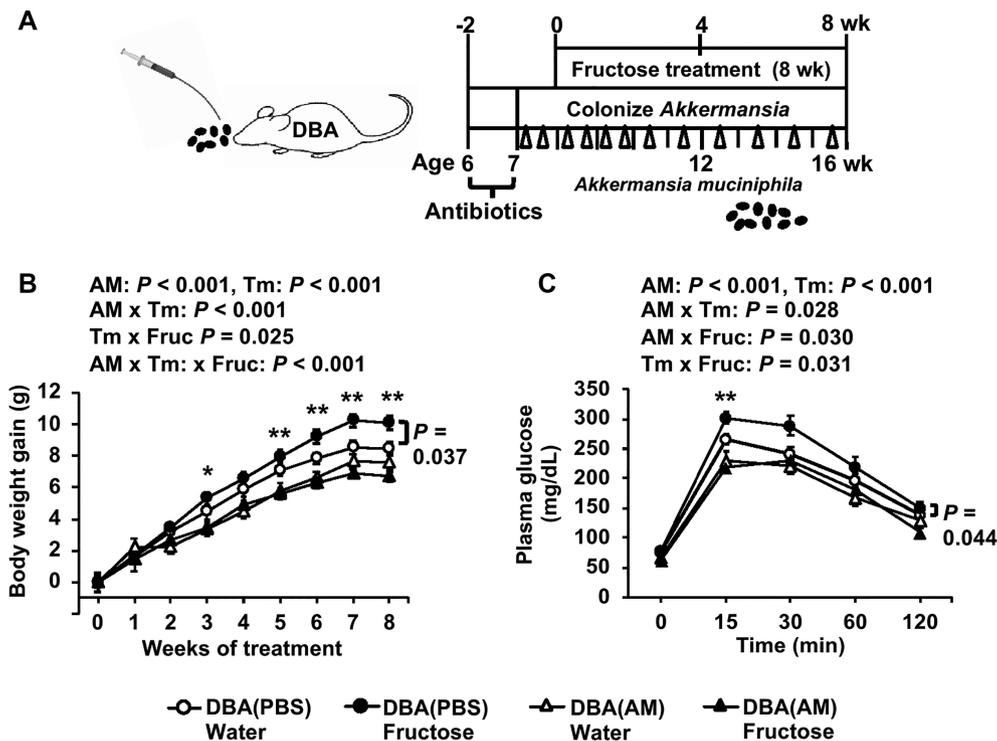 A
-2
0
4
8 wk
Fructose treatment (8 wk)
Colonize Akkermansia
DBA
Age 6
7
12
16 wk
Antibiotics
Akkermansia muciniphila
B
AM: P < 0.001, Tm: P < 0.001
AM x Tm: P < 0.001
Tm x Fruc P = 0.025
AM x Tm: x Fruc: P < 0.001
Body weight gain (g)
12
10
8
6
4
2
0
*
**
**
**
**
P =
0.037
0 1 2 3 4 5 6 7 8
Weeks of treatment
C
AM: P < 0.001, Tm: P < 0.001
AM x Tm: P = 0.028
AM x Fruc: P = 0.030
Tm x Fruc: P = 0.031
Plasma glucose
(mg/dL)
350
300
250
200
150
100
50
0
**
P =
0.044
0 15 30 60 120
Time (min)
DBA(PBS)
Water
DBA(PBS)
Fructose
DBA(AM)
Water
DBA(AM)
Fructose